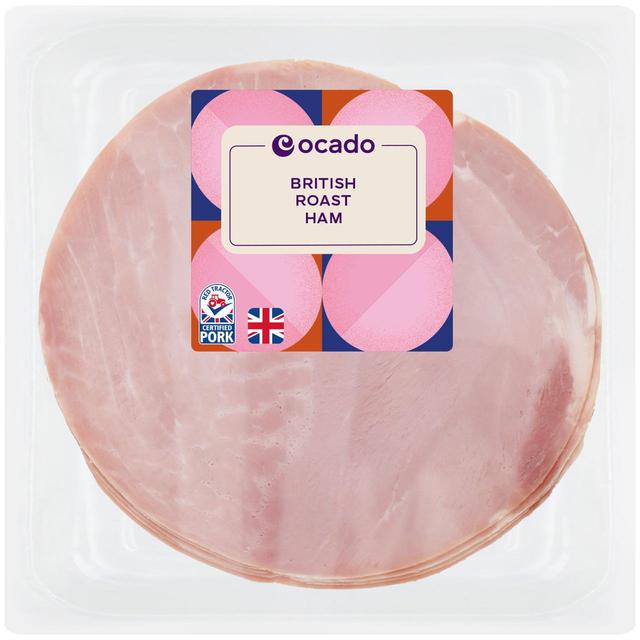 ocado
BRITISH
ROAST
HAM
RED TRACTOR
CERTIFIED
PORK